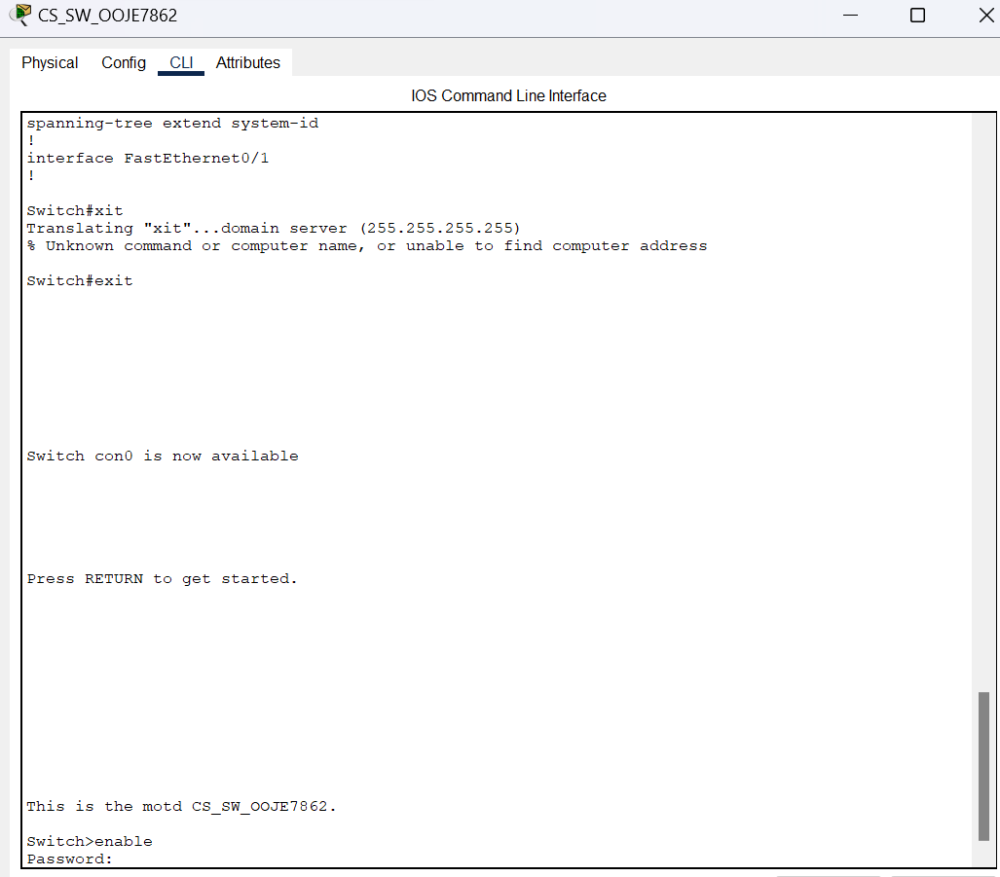 CS_SW_OOJE7862
Physical Config CLI Attributes
IOS Command Line Interface
spanning-tree extend system-id
!
interface FastEthernet0/1
!
Switch#xit
Translating "xit"...domain server (255.255.255.255)
% Unknown command or computer name, or unable to find computer address
Switch#exit
Switch con0 is now available
Press RETURN to get started.
This is the motd CS_SW_OOJE7862.
Switch>enable
Password: